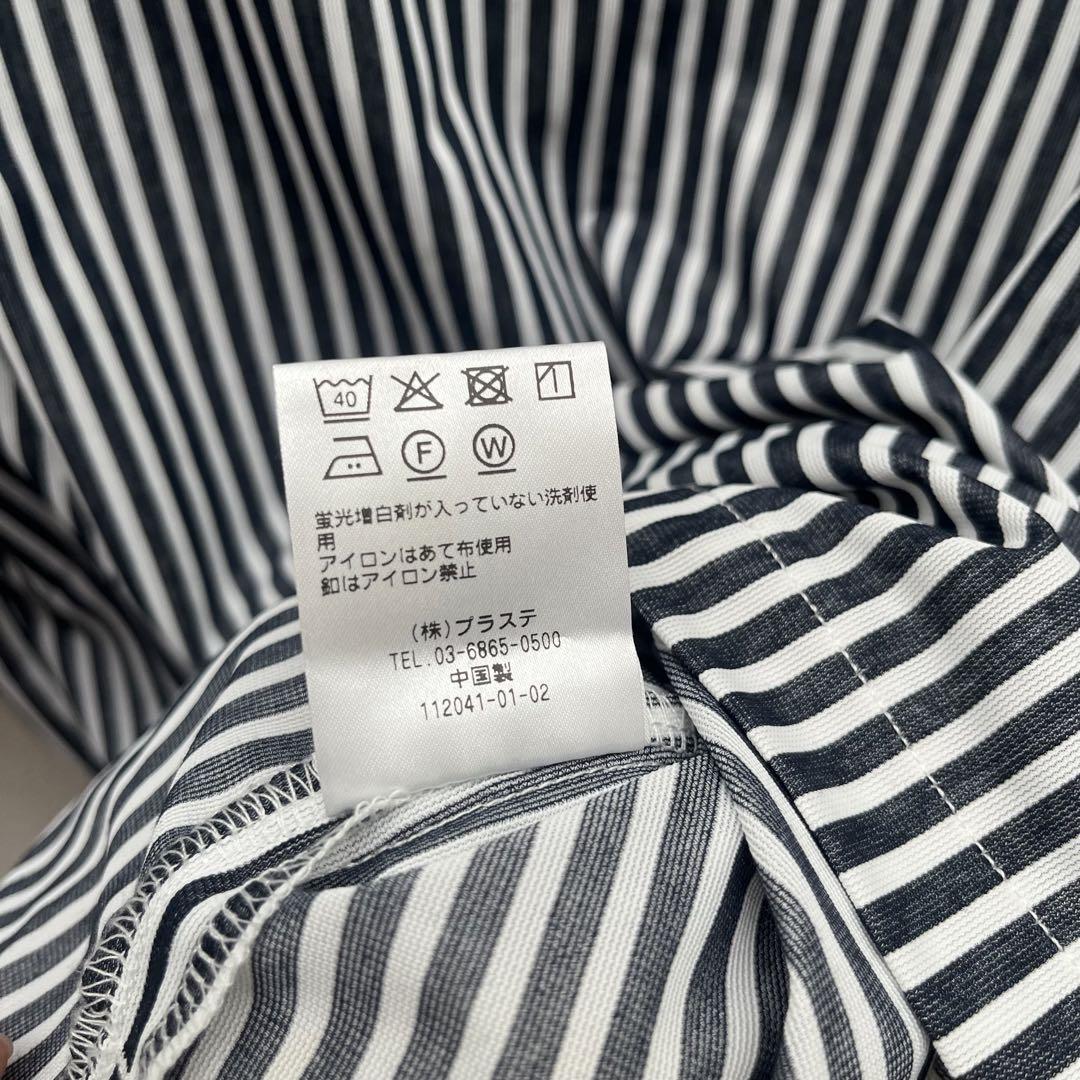 40
F W
蛍光増白剤が入っていない洗剤使
用
アイロンはあて布使用
釦はアイロン禁止
(株)プラステ
TEL.03-6865-0500
中国製
112041-01-02